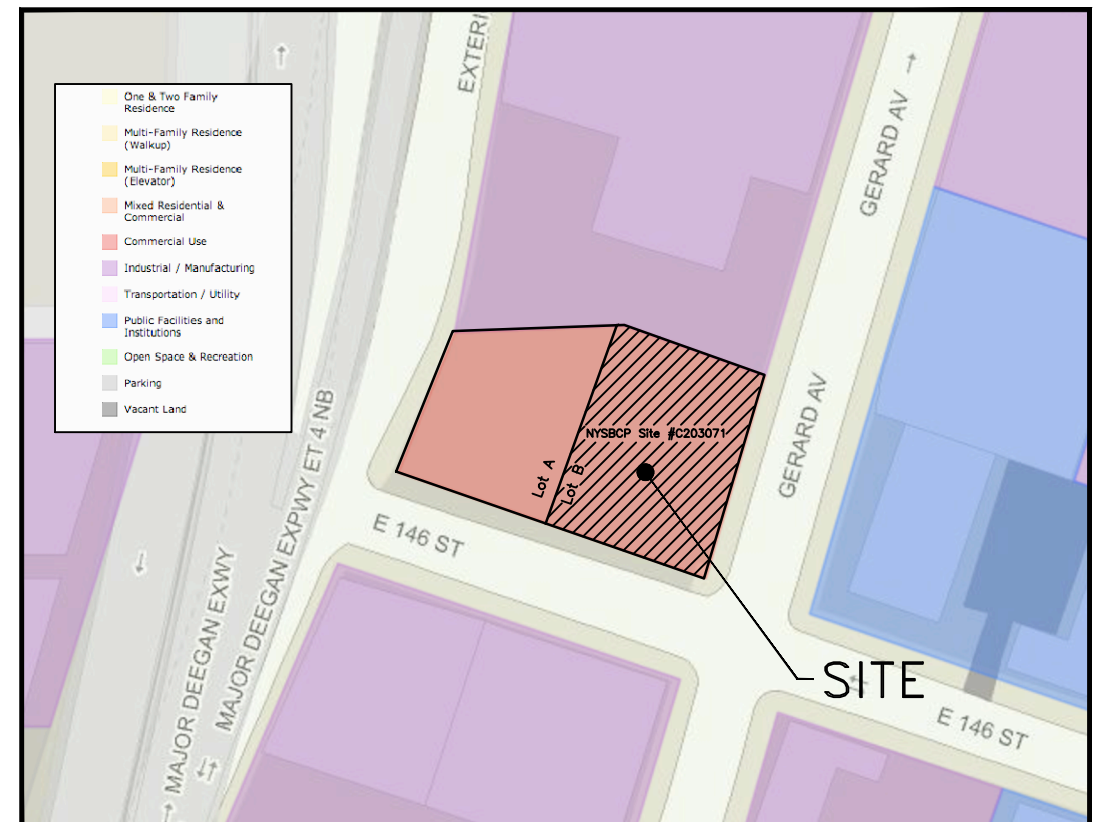 EXTERI
One & Two Family
Residence
Multi-Family Residence
(Walkup)
Multi-Family Residence
(Elevator)
Mixed Residential &
Commercial
Commercial Use
Industrial / Manufacturing
Transportation / Utility
Public Facilities and
Institutions
Open Space & Recreation
Parking
Vacant Land
GERARD AV
GERARD AV
NYSBCP Site #C203071
Lot A
Lot B
E 146 ST
MAJOR DEEGAN EXPWY ET 4 NB
MAJOR DEEGAN EXWY
SITE
E 146 ST